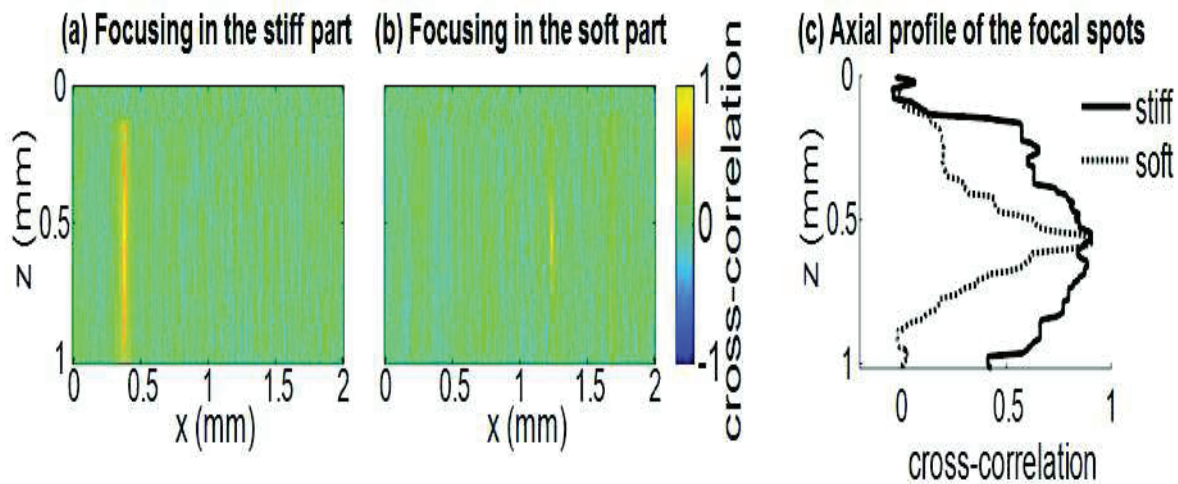 (a) Focusing in the stiff part
(b) Focusing in the soft part
(c) Axial profile of the focal spots
0
0.5
1
z (mm)
0 0.5 1 1.5 2
x (mm)
0 0.5 1 1.5 2
x (mm)
1
0
-1
cross-correlation
0
0.5
1
z (mm)
stiff
soft
0 0.5 1
cross-correlation